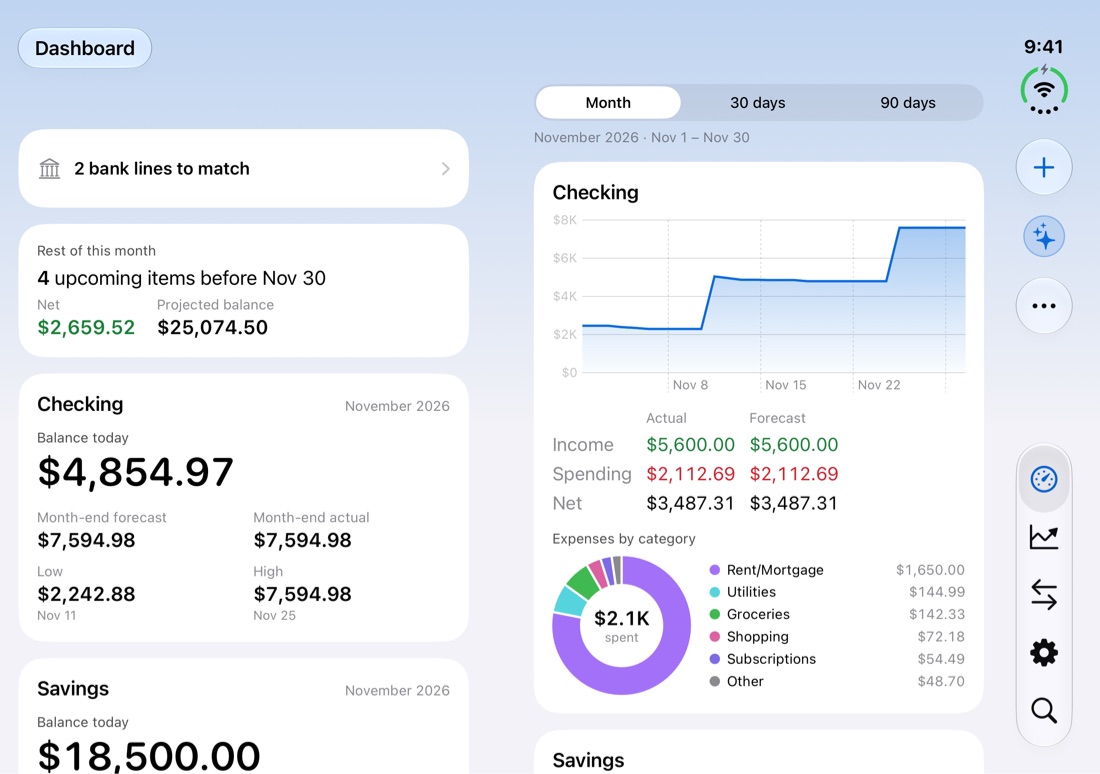 Dashboard
2 bank lines to match
Rest of this month
4 upcoming items before Nov 30
Net Projected balance
$2,659.52 $25,074.50
Checking November 2026
Balance today
$4,854.97
Month-end forecast Month-end actual
$7,594.98 $7,594.98
Low High
$2,242.88 $7,594.98
Nov 11 Nov 25
Savings November 2026
Balance today
$18,500.00
Month 30 days 90 days
November 2026 · Nov 1 – Nov 30
Checking
$8K
$6K
$4K
$2K
$0
Nov 8 Nov 15 Nov 22
Actual Forecast
Income $5,600.00 $5,600.00
Spending $2,112.69 $2,112.69
Net $3,487.31 $3,487.31
Expenses by category
$2.1K
spent
Rent/Mortgage $1,650.00
Utilities $144.99
Groceries $142.33
Shopping $72.18
Subscriptions $54.49
Other $48.70
Savings
9:41